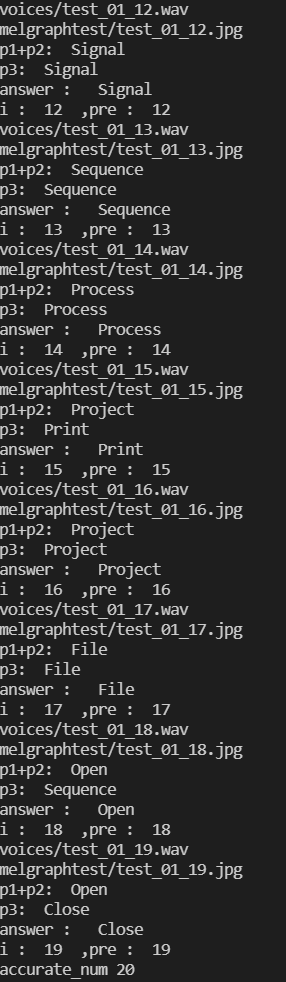 voices/test_01_12.wav
melgraphtest/test_01_12.jpg
p1+p2:  Signal
p3:  Signal
answer :   Signal
i :  12  ,pre :  12
voices/test_01_13.wav
melgraphtest/test_01_13.jpg
p1+p2:  Sequence
p3:  Sequence
answer :   Sequence
i :  13  ,pre :  13
voices/test_01_14.wav
melgraphtest/test_01_14.jpg
p1+p2:  Process
p3:  Process
answer :   Process
i :  14  ,pre :  14
voices/test_01_15.wav
melgraphtest/test_01_15.jpg
p1+p2:  Project
p3:  Print
answer :   Print
i :  15  ,pre :  15
voices/test_01_16.wav
melgraphtest/test_01_16.jpg
p1+p2:  Project
p3:  Project
answer :   Project
i :  16  ,pre :  16
voices/test_01_17.wav
melgraphtest/test_01_17.jpg
p1+p2:  File
p3:  File
answer :   File
i :  17  ,pre :  17
voices/test_01_18.wav
melgraphtest/test_01_18.jpg
p1+p2:  Open
p3:  Sequence
answer :   Open
i :  18  ,pre :  18
voices/test_01_19.wav
melgraphtest/test_01_19.jpg
p1+p2:  Open
p3:  Close
answer :   Close
i :  19  ,pre :  19
accurate_num 20